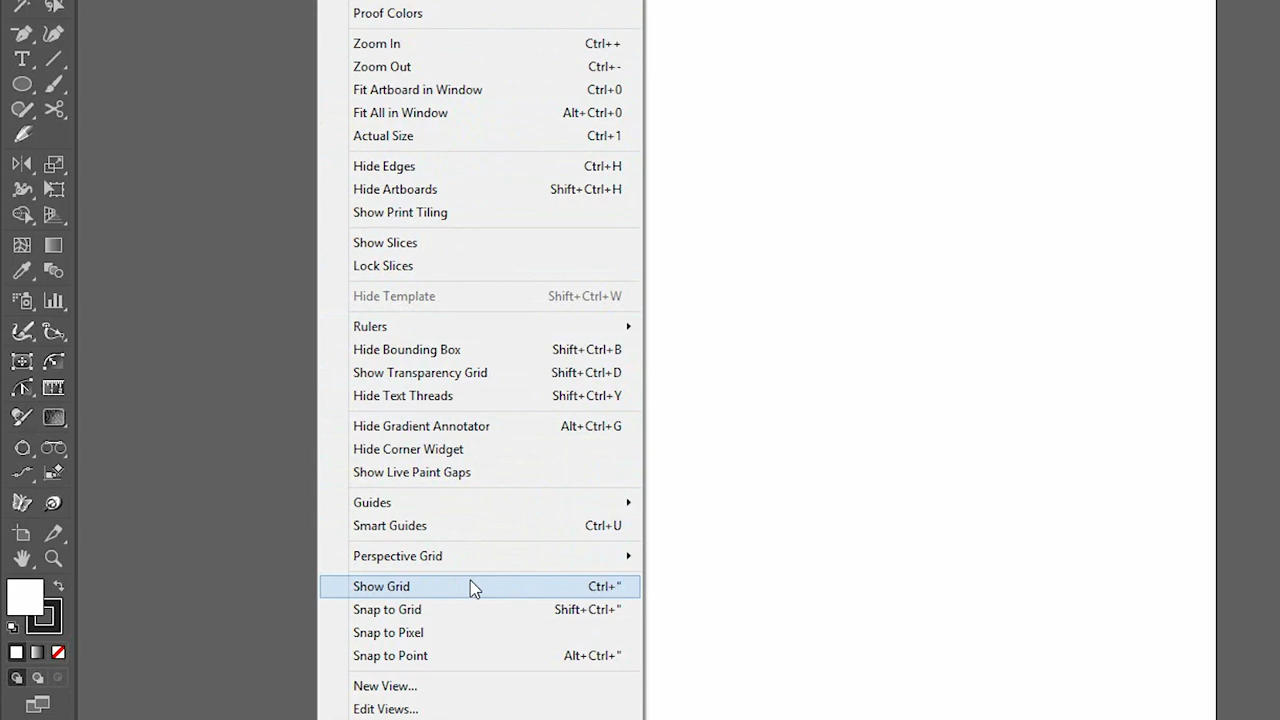 Proof Colors
Zoom In Ctrl++
Zoom Out Ctrl+-
Fit Artboard in Window Ctrl+0
Fit All in Window Alt+Ctrl+0
Actual Size Ctrl+1
Hide Edges Ctrl+H
Hide Artboards Shift+Ctrl+H
Show Print Tiling
Show Slices
Lock Slices
Hide Template Shift+Ctrl+W
Rulers
Hide Bounding Box Shift+Ctrl+B
Show Transparency Grid Shift+Ctrl+D
Hide Text Threads Shift+Ctrl+Y
Hide Gradient Annotator Alt+Ctrl+G
Hide Corner Widget
Show Live Paint Gaps
Guides
Smart Guides Ctrl+U
Perspective Grid
Show Grid Ctrl+"
Snap to Grid Shift+Ctrl+"
Snap to Pixel
Snap to Point Alt+Ctrl+"
New View...
Edit Views...